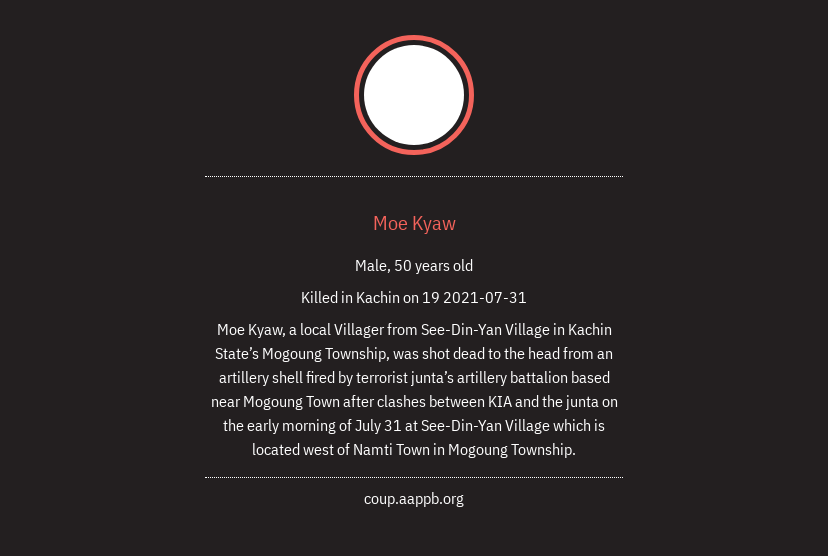 Moe Kyaw
Male, 50 years old
Killed in Kachin on 19 2021-07-31
Moe Kyaw, a local Villager from See-Din-Yan Village in Kachin
State’s Mogoung Township, was shot dead to the head from an
artillery shell fired by terrorist junta’s artillery battalion based
near Mogoung Town after clashes between KIA and the junta on
the early morning of July 31 at See-Din-Yan Village which is
located west of Namti Town in Mogoung Township.
coup.aappb.org